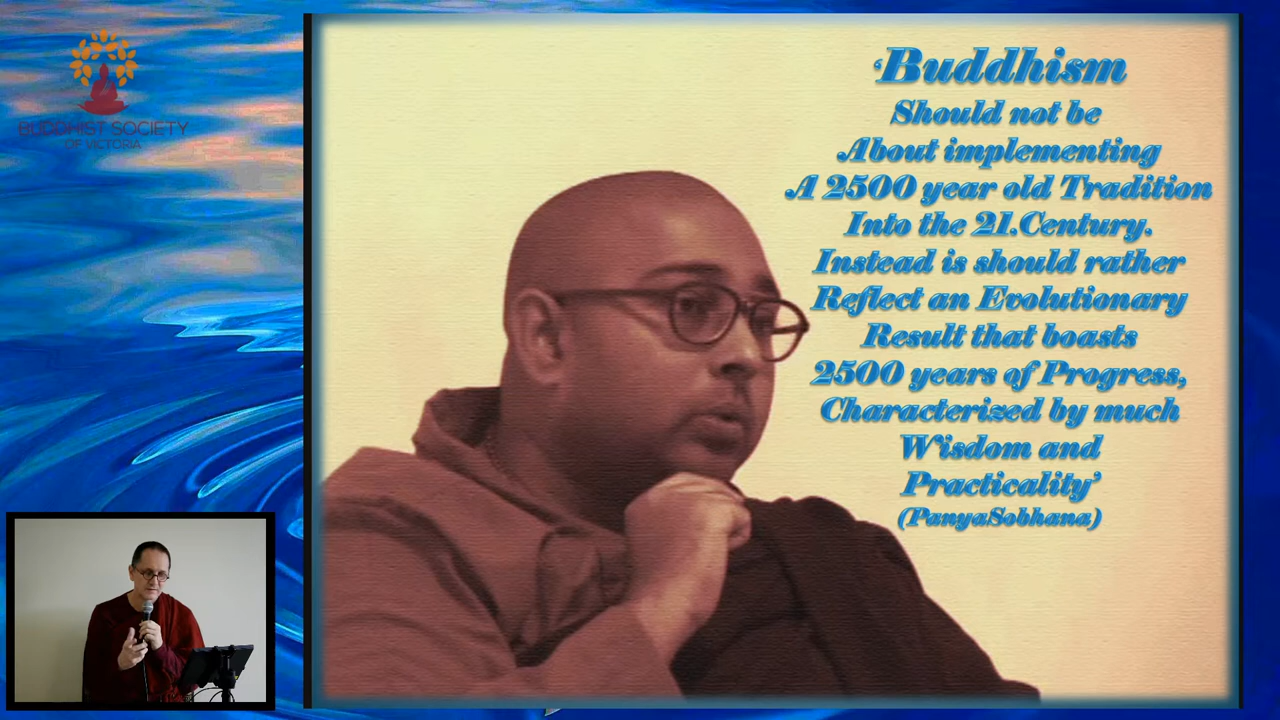 BUDDHIST SOCIETY
OF VICTORIA
‘Buddhism
Should not be
About implementing
A 2500 year old Tradition
Into the 21.Century.
Instead is should rather
Reflect an Evolutionary
Result that boasts
2500 years of Progress,
Characterized by much
Wisdom and
Practicality’
(PanyaSobhana)